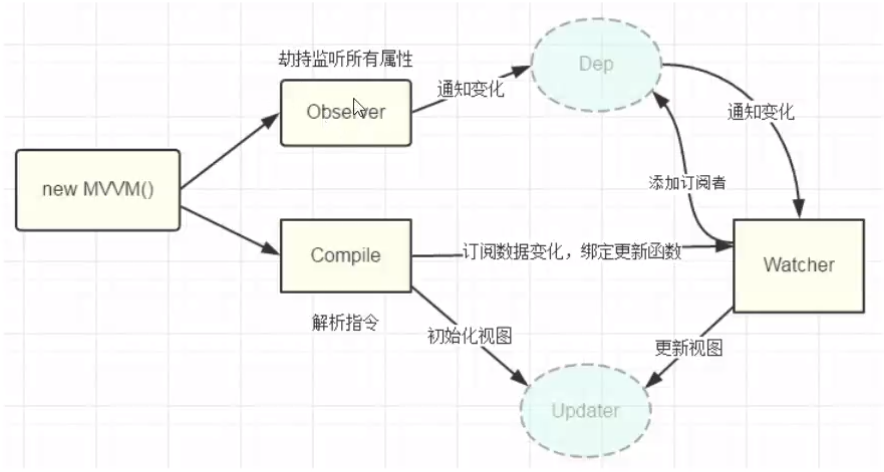 劫持监听所有属性
Observer
通知变化
Dep
通知变化
new MVVM()
添加订阅者
Compile
订阅数据变化，绑定更新函数
Watcher
解析指令
初始化视图
更新视图
Updater